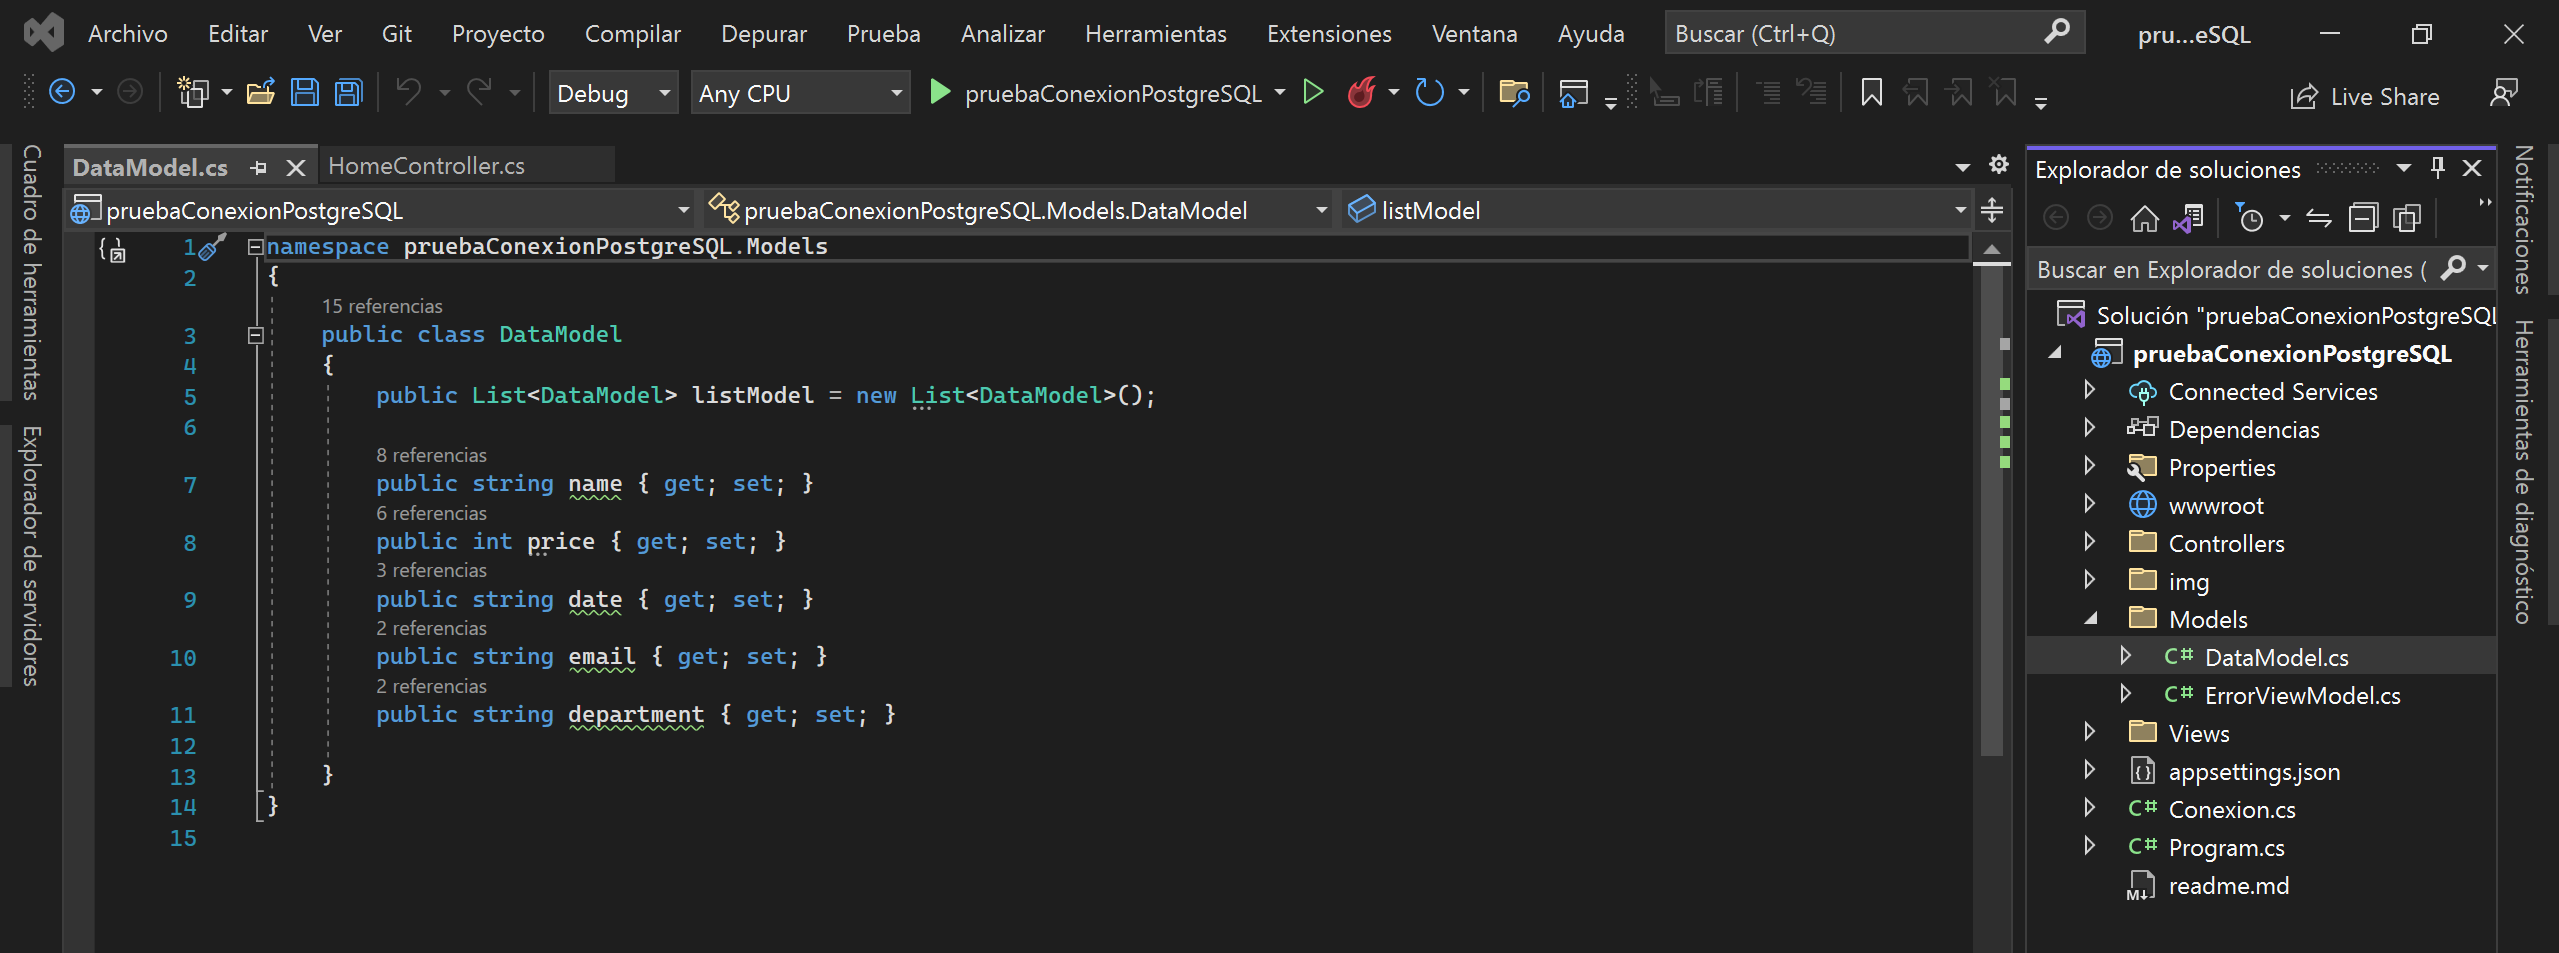 Archivo Editar Ver Git Proyecto Compilar Depurar Prueba Analizar Herramientas Extensiones Ventana Ayuda Buscar (Ctrl+Q) pru...eSQL
Debug Any CPU pruebaConexionPostgreSQL Live Share
Cuadro de herramientas
Explorador de servidores
DataModel.cs HomeController.cs
pruebaConexionPostgreSQL pruebaConexionPostgreSQL.Models.DataModel listModel
1 namespace pruebaConexionPostgreSQL.Models
2 {
15 referencias
3 public class DataModel
4 {
5 public List<DataModel> listModel = new List<DataModel>();
6
8 referencias
7 public string name { get; set; }
6 referencias
8 public int price { get; set; }
3 referencias
9 public string date { get; set; }
2 referencias
10 public string email { get; set; }
2 referencias
11 public string department { get; set; }
12
13 }
14 }
15
Explorador de soluciones
Buscar en Explorador de soluciones (
Solución "pruebaConexionPostgreSQL
pruebaConexionPostgreSQL
Connected Services
Dependencias
Properties
wwwroot
Controllers
img
Models
C# DataModel.cs
C# ErrorViewModel.cs
Views
appsettings.json
C# Conexion.cs
C# Program.cs
readme.md
Notificaciones
Herramientas de diagnóstico